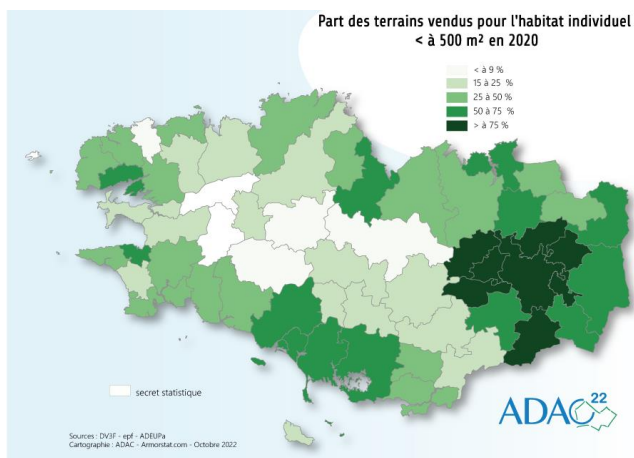 Part des terrains vendus pour l'habitat individuel
< à 500 m² en 2020
< à 9 %
15 à 25 %
25 à 50 %
50 à 75 %
> à 75 %
secret statistique
ADAC 22
Sources : DV3F - epf - ADEUPa
Cartographie : ADAC - Armorstat.com - Octobre 2022